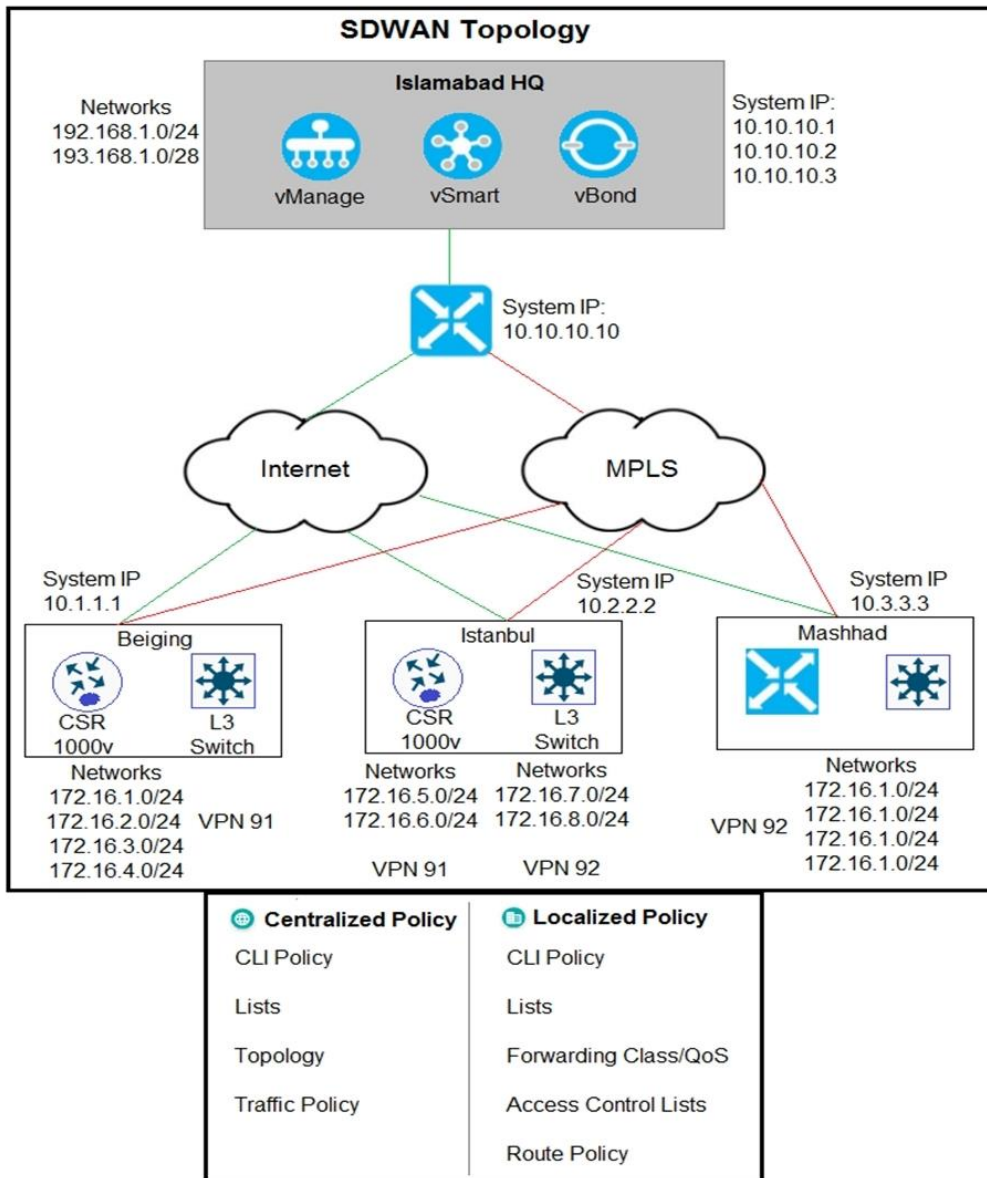 SDWAN Topology
Islamabad HQ
Networks
192.168.1.0/24
193.168.1.0/28
System IP:
10.10.10.1
10.10.10.2
10.10.10.3
vManage
vSmart
vBond
System IP:
10.10.10.10
Internet
MPLS
System IP
10.1.1.1
System IP
10.2.2.2
System IP
10.3.3.3
Beiging
CSR
1000v
L3
Switch
Istanbul
CSR
1000v
L3
Switch
Mashhad
Networks
172.16.1.0/24
172.16.2.0/24
172.16.3.0/24
172.16.4.0/24
VPN 91
Networks
172.16.5.0/24
172.16.6.0/24
VPN 91
Networks
172.16.7.0/24
172.16.8.0/24
VPN 92
VPN 92
Networks
172.16.1.0/24
172.16.1.0/24
172.16.1.0/24
172.16.1.0/24
Centralized Policy
CLI Policy
Lists
Topology
Traffic Policy
Localized Policy
CLI Policy
Lists
Forwarding Class/QoS
Access Control Lists
Route Policy